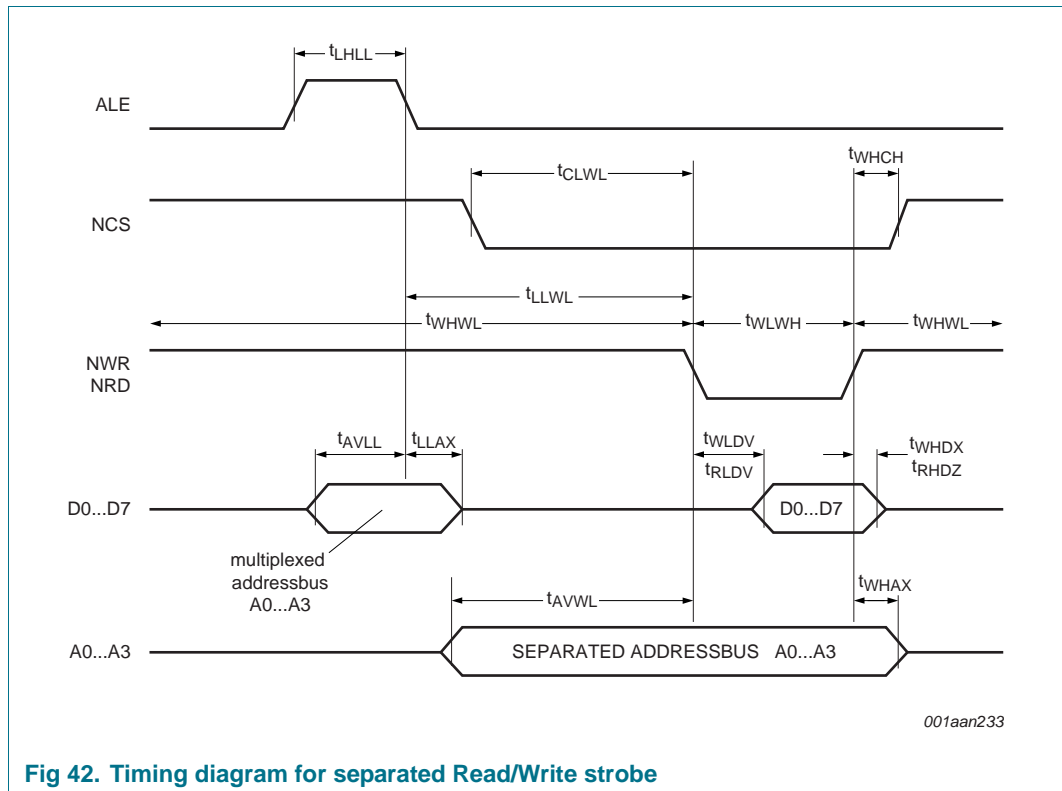 tLHLL
ALE
tWHCH
tCLWL
NCS
tLLWL
tWHWL tWLWH tWHWL
NWR
NRD
tAVLL tLLAX tWLDV tWHDX
tRLDV tRHDZ
D0...D7 D0...D7
multiplexed
addressbus
A0...A3
tWHAX
tAVWL
A0...A3 SEPARATED ADDRESSBUS A0...A3
001aan233
Fig 42. Timing diagram for separated Read/Write strobe